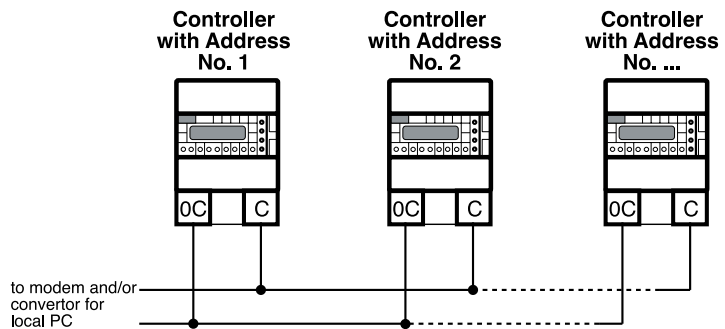 Controller
with Address
No. 1
Controller
with Address
No. 2
Controller
with Address
No. ...
0C C
0C C
0C C
to modem and/or
convertor for
local PC